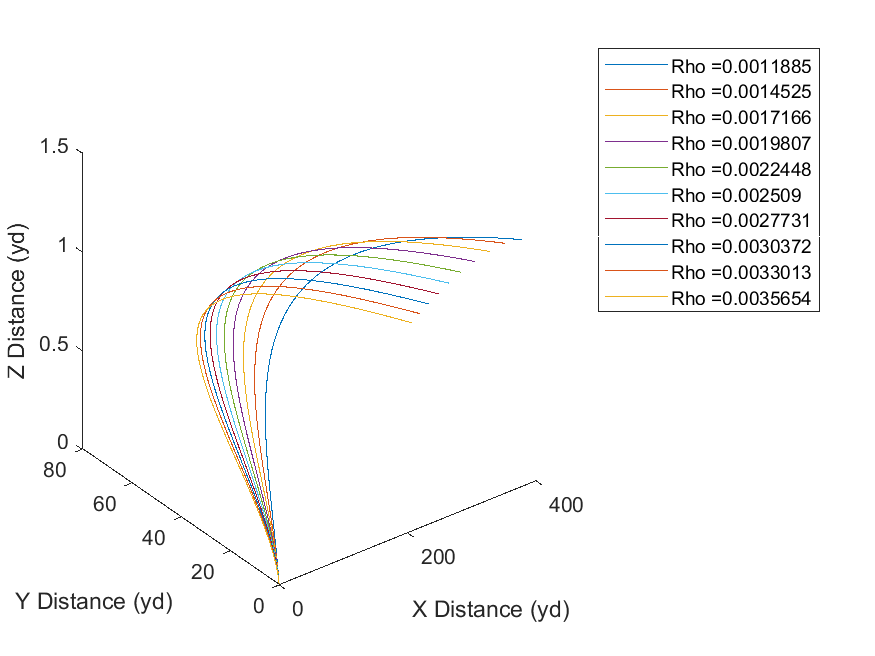 Rho =0.0011885
Rho =0.0014525
Rho =0.0017166
Rho =0.0019807
Rho =0.0022448
Rho =0.002509
Rho =0.0027731
Rho =0.0030372
Rho =0.0033013
Rho =0.0035654
1.5
1
0.5
0
Z Distance (yd)
80
60
40
20
0
Y Distance (yd)
0
200
400
X Distance (yd)